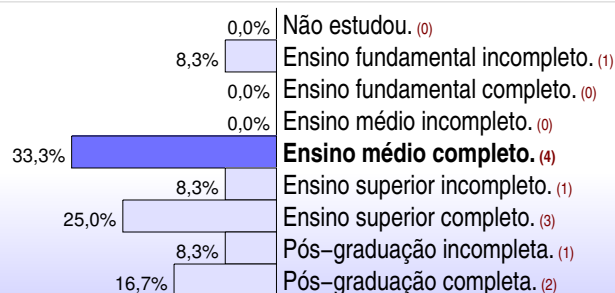 0,0% Não estudou. (0)
8,3% Ensino fundamental incompleto. (1)
0,0% Ensino fundamental completo. (0)
0,0% Ensino médio incompleto. (0)
33,3% Ensino médio completo. (4)
8,3% Ensino superior incompleto. (1)
25,0% Ensino superior completo. (3)
8,3% Pós−graduação incompleta. (1)
16,7% Pós−graduação completa. (2)